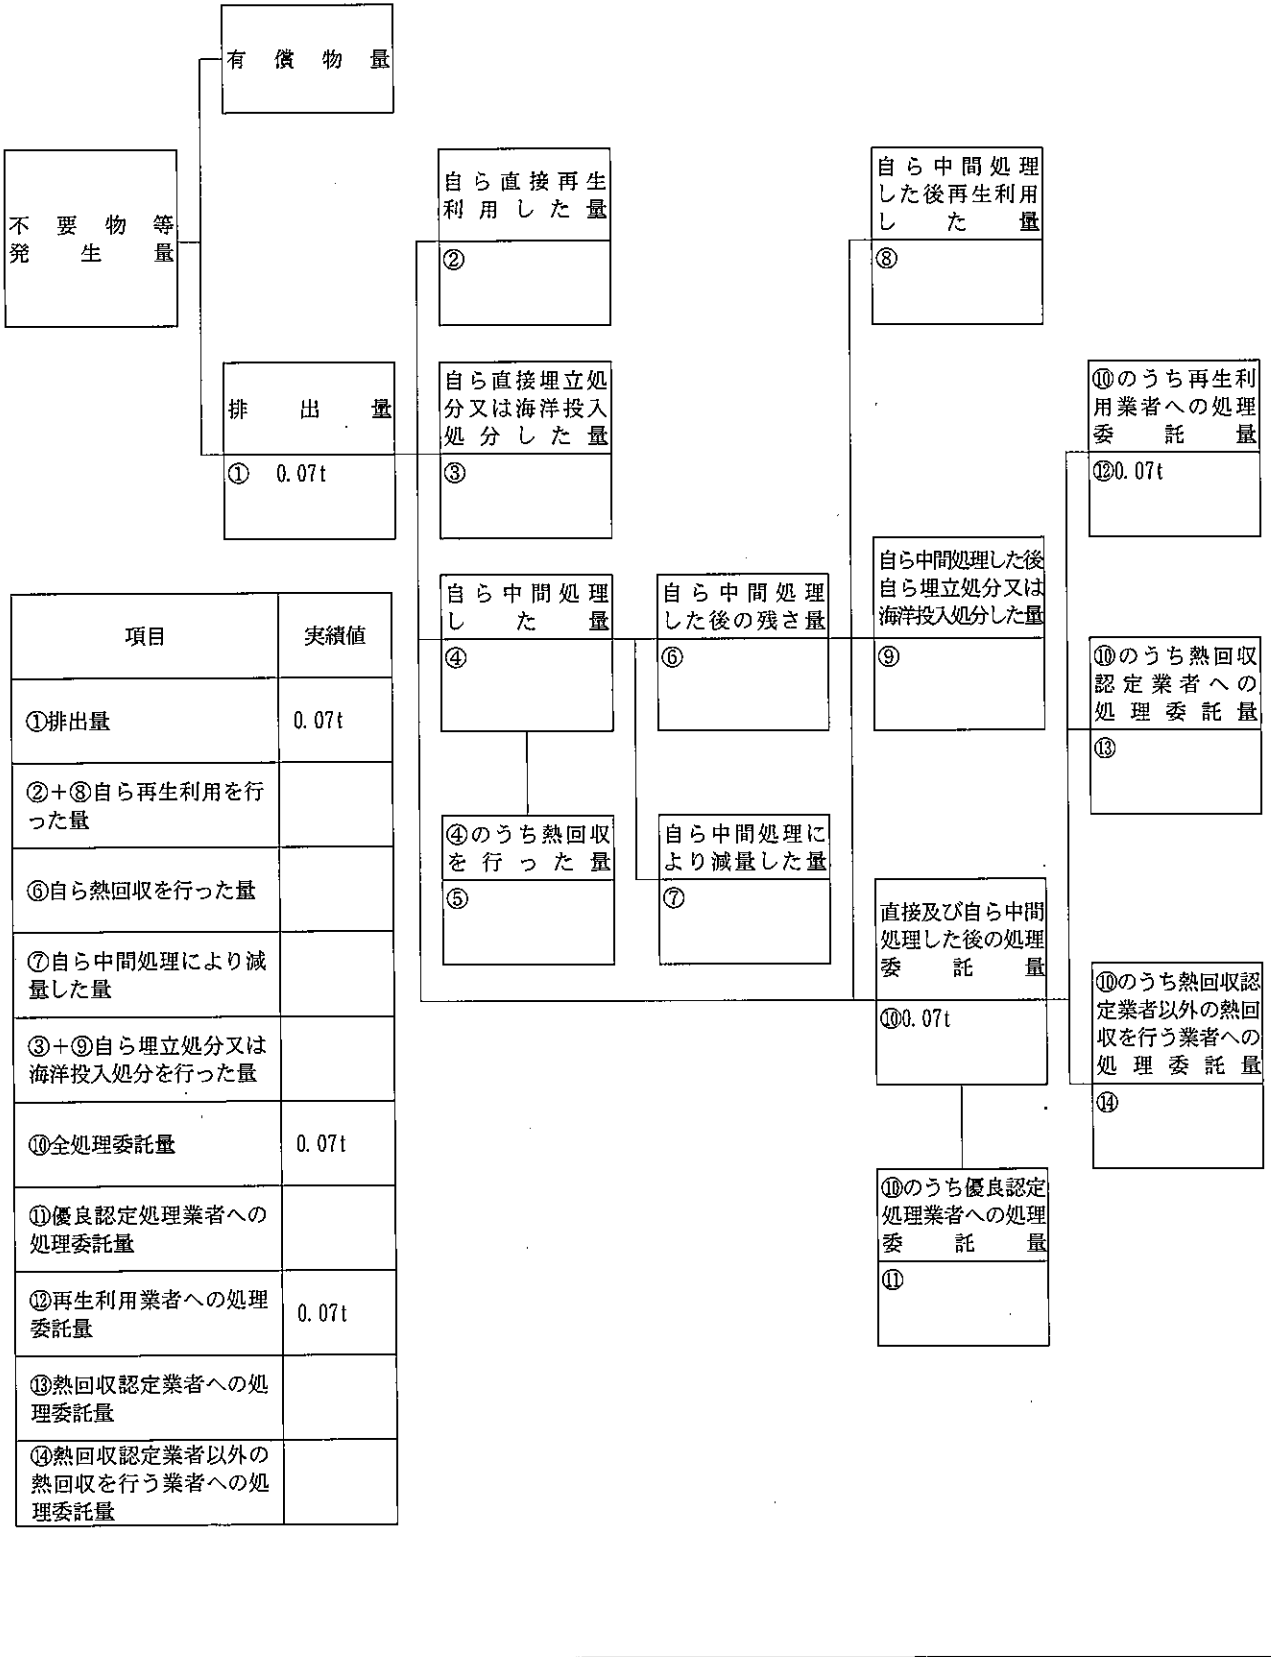 有償物量
不要物等
発生量
排出量
① 0.07t
自ら直接再生
利用した量
②
自ら直接埋立処
分又は海洋投入
処分した量
③
自ら中間処理
した量
④
④のうち熱回収
を行った量
⑤
自ら中間処理
した後の残さ量
⑥
自ら中間処理に
より減量した量
⑦
自ら中間処理
した後再生利用
した量
⑧
自ら中間処理した後
自ら埋立処分又は
海洋投入処分した量
⑨
直接及び自ら中間
処理した後の処理
委託量
⑩0.07t
⑩のうち優良認定
処理業者への処理
委託量
⑪
⑩のうち再生利
用業者への処理
委託量
⑫0.07t
⑩のうち熱回収
認定業者への
処理委託量
⑬
⑩のうち熱回収認
定業者以外の熱回
収を行う業者への
処理委託量
⑭
項目 実績値
①排出量 0.07t
②+⑧自ら再生利用を行
った量
⑥自ら熱回収を行った量
⑦自ら中間処理により減
量した量
③+⑨自ら埋立処分又は
海洋投入処分を行った量
⑩全処理委託量 0.07t
⑪優良認定処理業者への
処理委託量
⑫再生利用業者への処理
委託量 0.07t
⑬熱回収認定業者への処
理委託量
⑭熱回収認定業者以外の
熱回収を行う業者への処
理委託量